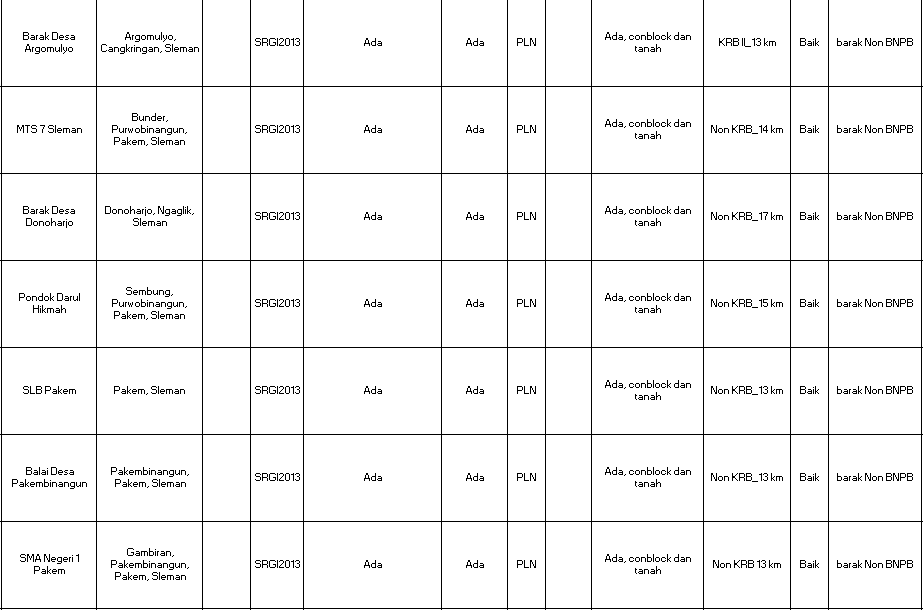 Barak Desa
Argomulyo
Argomulyo,
Cangkringan, Sleman
SRGI2013
Ada
Ada
PLN
Ada, conblock dan
tanah
KRB II_13 km
Baik
barak Non BNPB
MTS 7 Sleman
Bunder,
Purwobinangun,
Pakem, Sleman
SRGI2013
Ada
Ada
PLN
Ada, conblock dan
tanah
Non KRB_14 km
Baik
barak Non BNPB
Barak Desa
Donoharjo
Donoharjo, Ngaglik,
Sleman
SRGI2013
Ada
Ada
PLN
Ada, conblock dan
tanah
Non KRB_17 km
Baik
barak Non BNPB
Pondok Darul
Hikmah
Sembung,
Purwobinangun,
Pakem, Sleman
SRGI2013
Ada
Ada
PLN
Ada, conblock dan
tanah
Non KRB_15 km
Baik
barak Non BNPB
SLB Pakem
Pakem, Sleman
SRGI2013
Ada
Ada
PLN
Ada, conblock dan
tanah
Non KRB_13 km
Baik
barak Non BNPB
Balai Desa
Pakembinangun
Pakembinangun,
Pakem, Sleman
SRGI2013
Ada
Ada
PLN
Ada, conblock dan
tanah
Non KRB_13 km
Baik
barak Non BNPB
SMA Negeri 1
Pakem
Gambiran,
Pakembinangun,
Pakem, Sleman
SRGI2013
Ada
Ada
PLN
Ada, conblock dan
tanah
Non KRB 13 km
Baik
barak Non BNPB